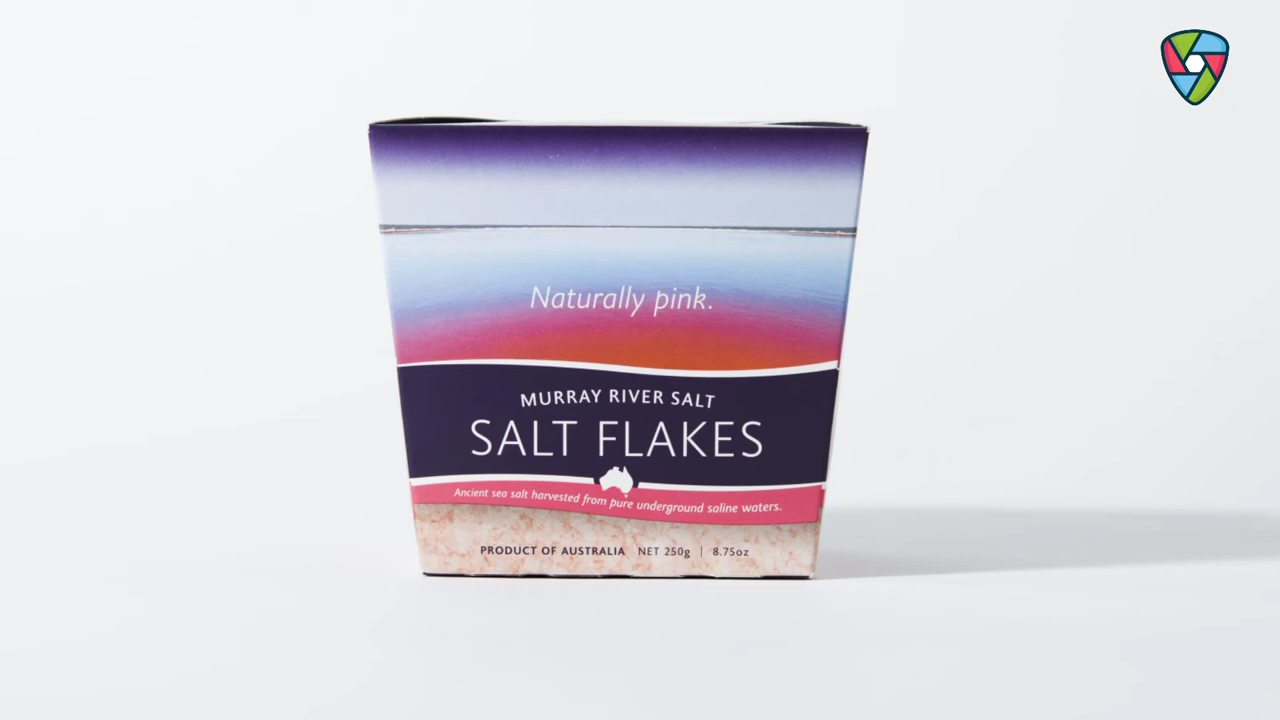 Naturally pink.
MURRAY RIVER SALT
SALT FLAKES
Ancient sea salt harvested from pure underground saline waters.
PRODUCT OF AUSTRALIA NET 250g | 8.75oz